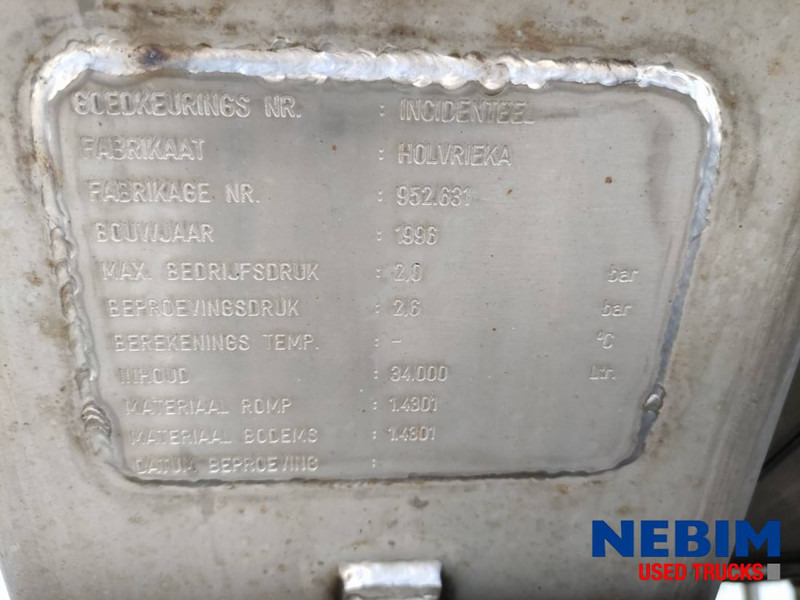 GOEDKEURINGS NR. : INCIDENTEEL
FABRIKAAT : HOLVRIEKA
FABRIKAGE NR. : 952.631
BOUWJAAR : 1996
MAX. BEDRIJFSDRUK : 2,0 bar
BEPROEVINGSDRUK : 2,6 bar
BEREKENINGS TEMP. : - °C
INHOUD : 34.000 Ltr.
MATERIAAL ROMP : 1.4301
MATERIAAL BODEMS : 1.4301
DATUM BEPROEVING :
NEBIM
USED TRUCKS